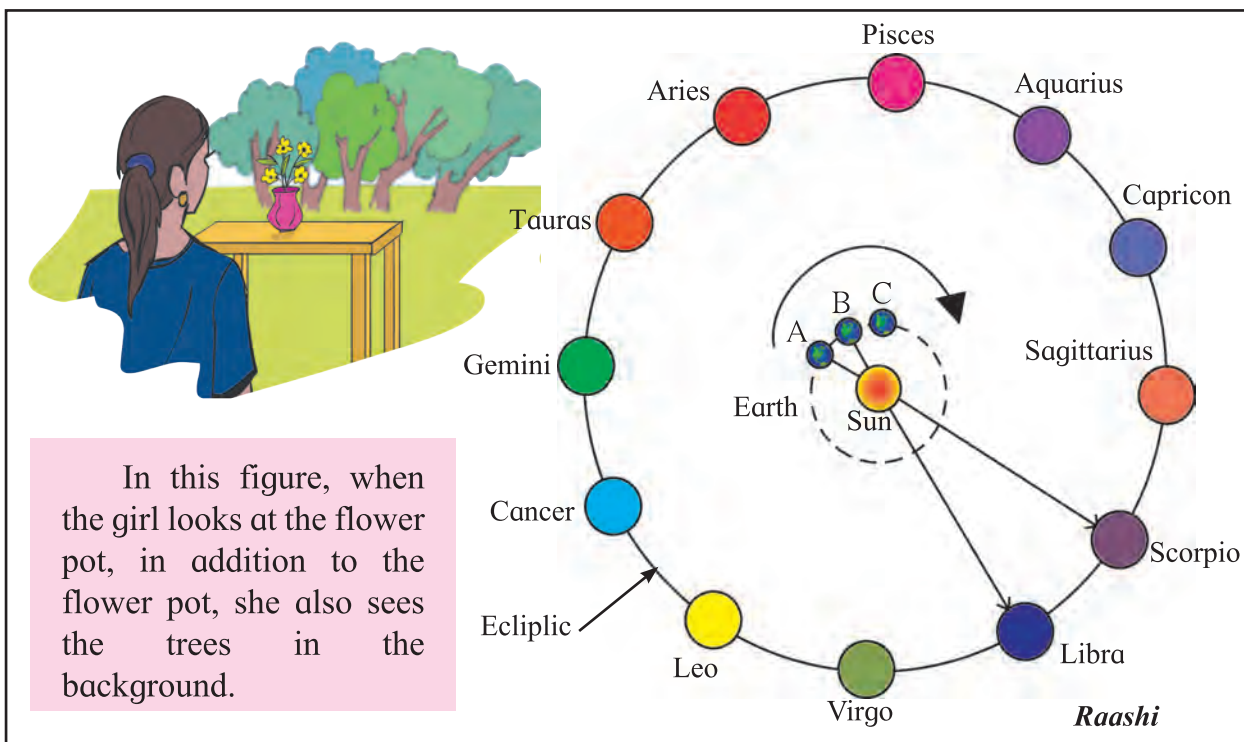 In this figure, when
the girl looks at the flower
pot, in addition to the
flower pot, she also sees
the trees in the
background.
Pisces
Aries
Aquarius
Tauras
Capricon
A
B
C
Gemini
Sagittarius
Earth
Sun
Cancer
Scorpio
Ecliplic
Leo
Libra
Virgo
Raashi